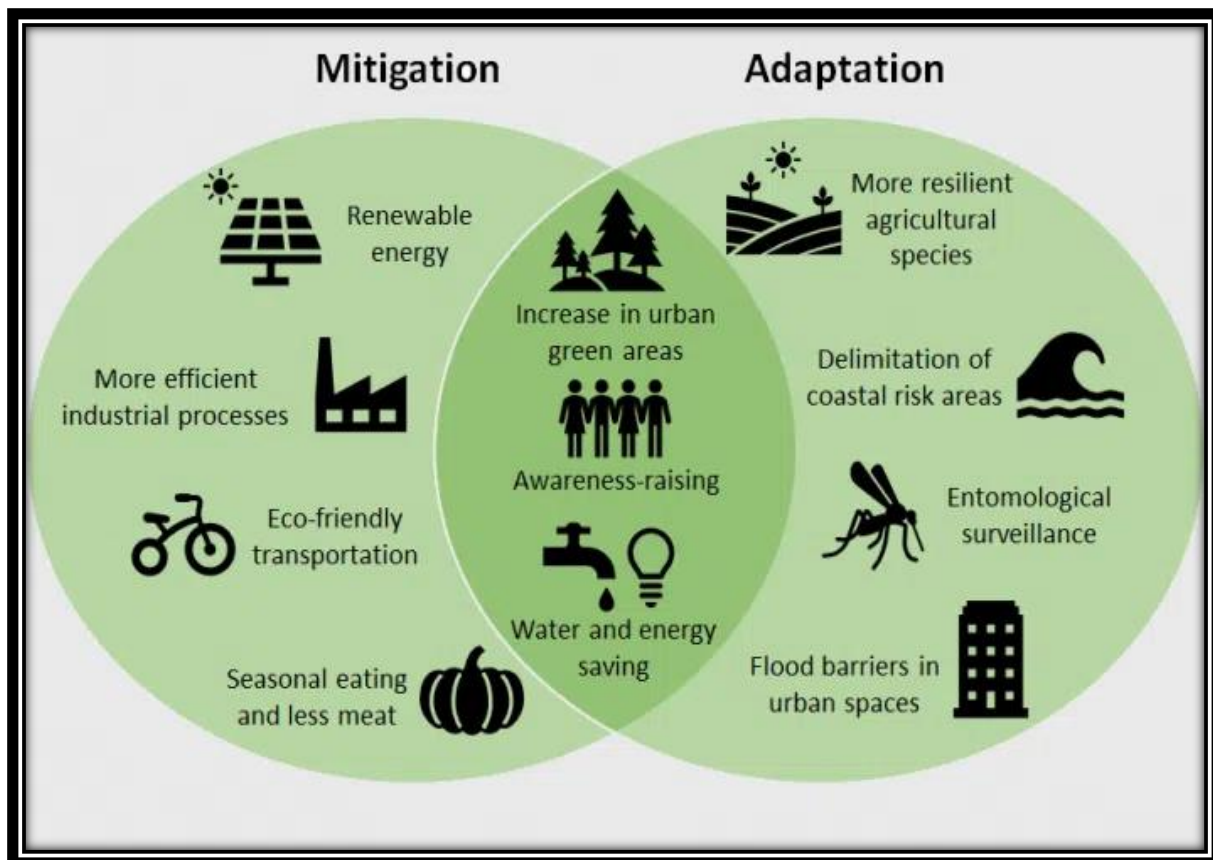 Mitigation
Adaptation
Renewable
energy
More efficient
industrial processes
Eco-friendly
transportation
Seasonal eating
and less meat
Increase in urban
green areas
Awareness-raising
Water and energy
saving
More resilient
agricultural
species
Delimitation of
coastal risk areas
Entomological
surveillance
Flood barriers in
urban spaces